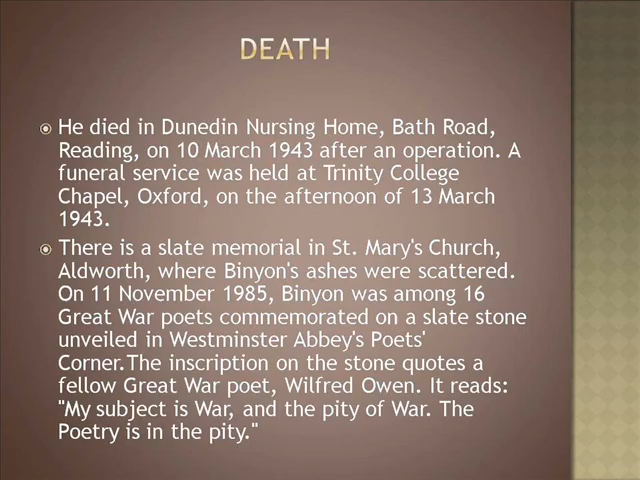 DEATH
He died in Dunedin Nursing Home, Bath Road,
Reading, on 10 March 1943 after an operation. A
funeral service was held at Trinity College
Chapel, Oxford, on the afternoon of 13 March
1943.
There is a slate memorial in St. Mary's Church,
Aldworth, where Binyon's ashes were scattered.
On 11 November 1985, Binyon was among 16
Great War poets commemorated on a slate stone
unveiled in Westminster Abbey's Poets'
Corner.The inscription on the stone quotes a
fellow Great War poet, Wilfred Owen. It reads:
"My subject is War, and the pity of War. The
Poetry is in the pity."